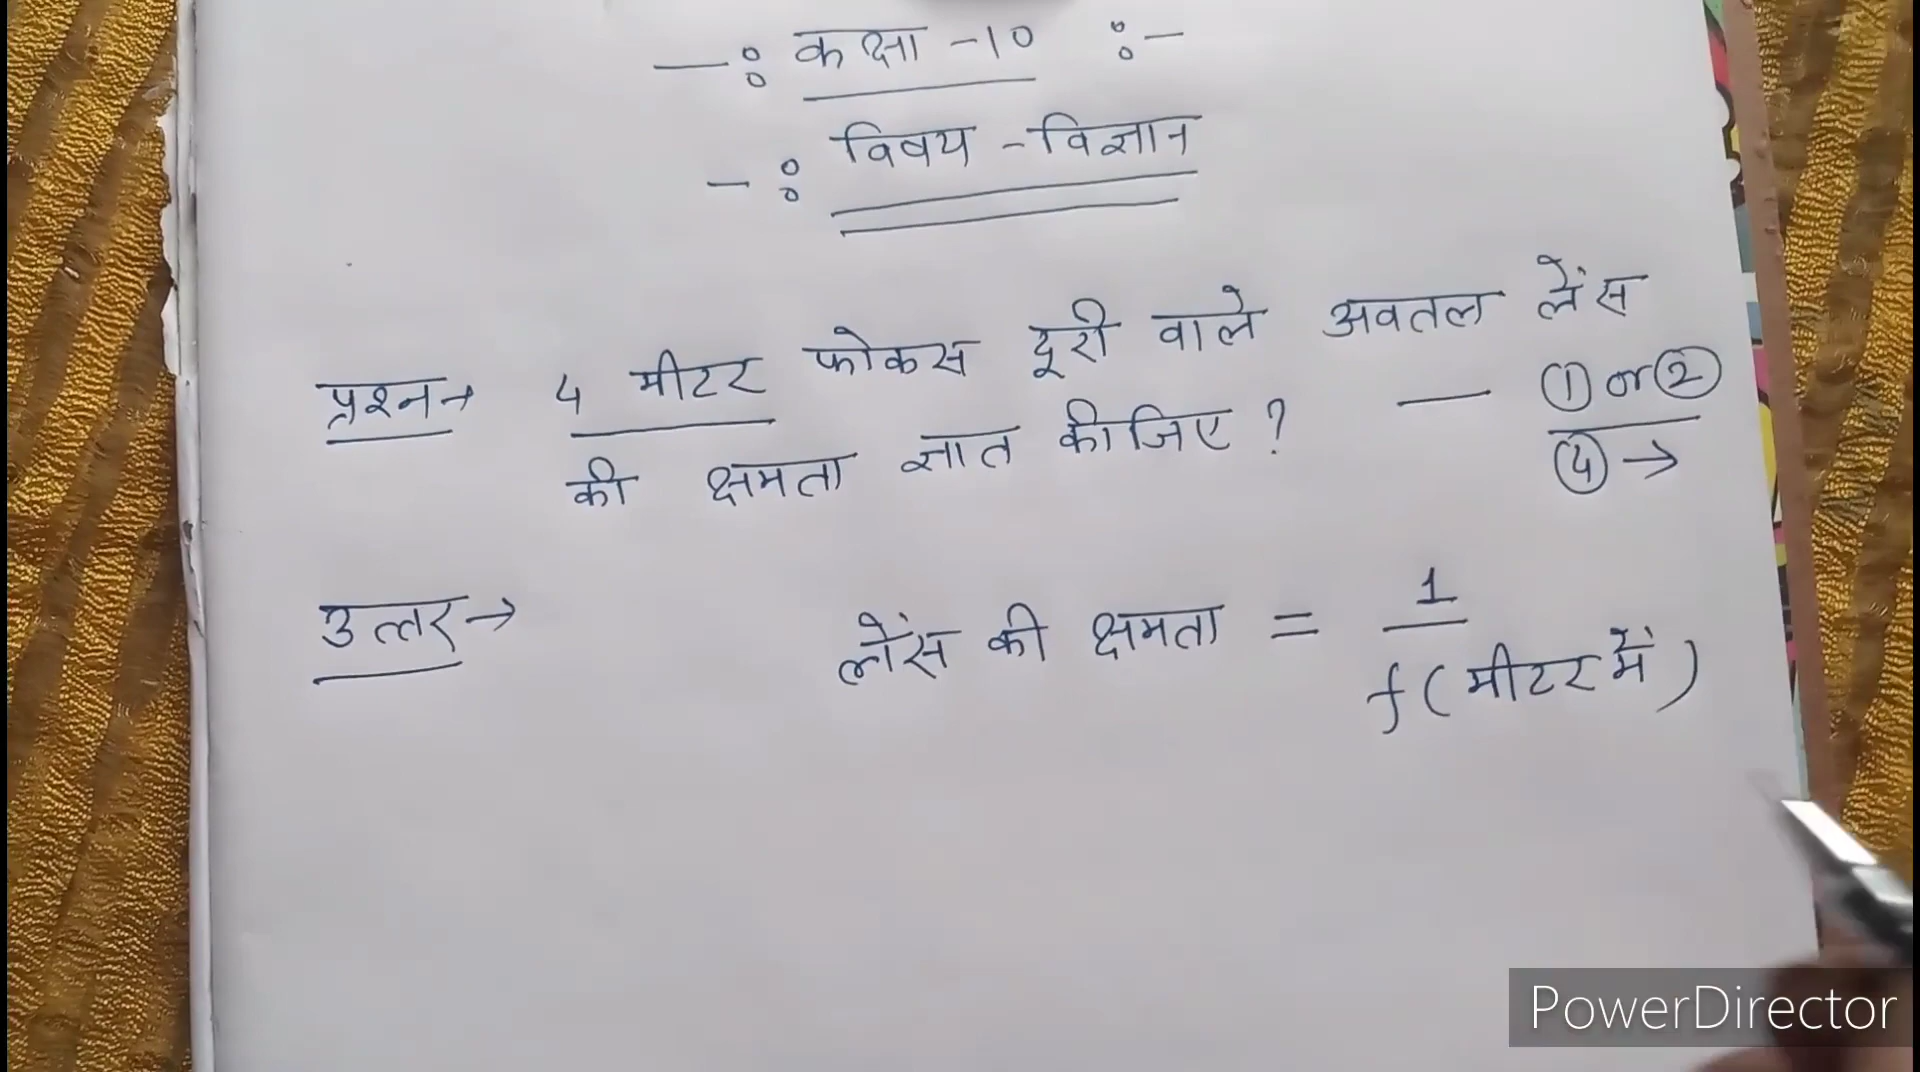 —: कक्षा -10 :-
-: विषय - विज्ञान
प्रश्न→ 4 मीटर फोकस दूरी वाले अवतल लेंस
की क्षमता ज्ञात कीजिए ? — ① or ②
④ →
उत्तर→ लेंस की क्षमता = 1
f (मीटर में)
PowerDirector